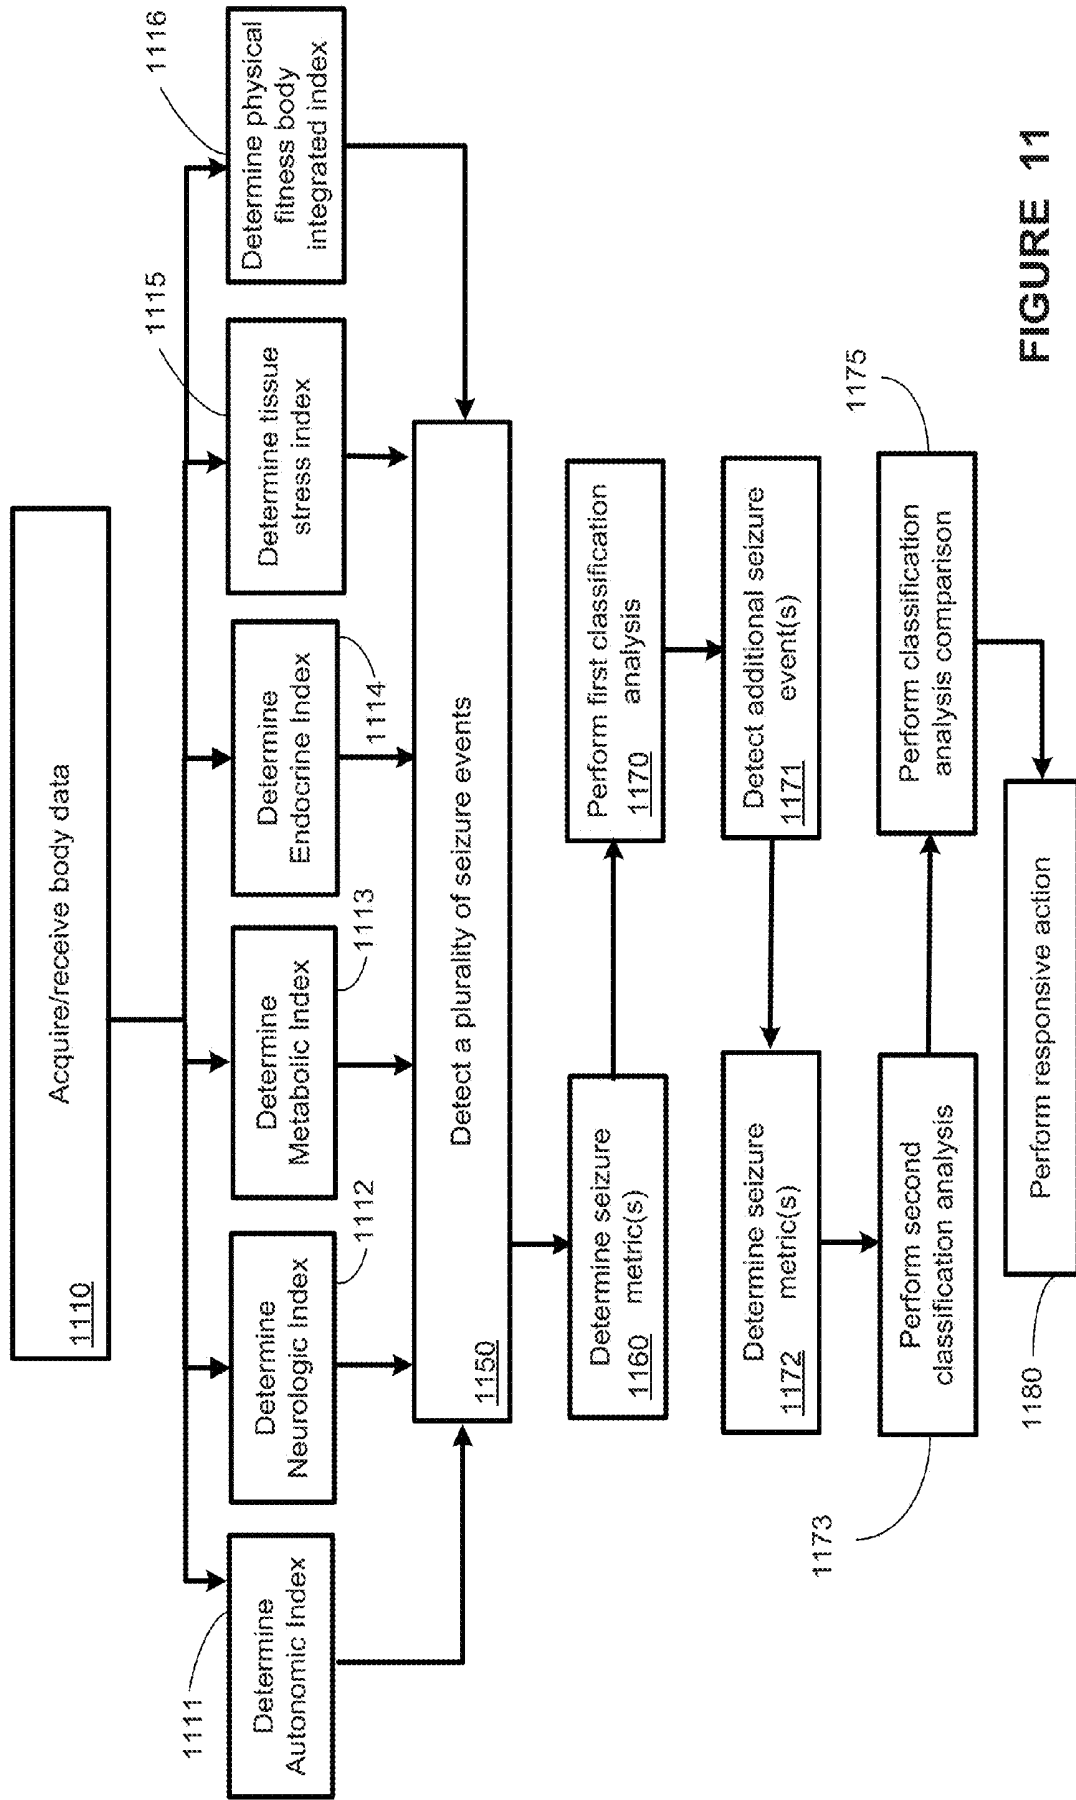 Acquire/receive body data
1110
1111
Determine
Autonomic Index
Determine
Neurologic Index
1112
Determine
Metabolic Index
1113
Determine
Endocrine Index
1114
1115
Determine tissue
stress index
1116
Determine physical
fitness body
integrated index
Detect a plurality of seizure events
1150
Determine seizure
1160 metric(s)
Perform first classification
1170 analysis
Detect additional seizure
1171 event(s)
Determine seizure
1172 metric(s)
Perform second
classification analysis
1173
Perform classification
analysis comparison
1175
Perform responsive action
1180
FIGURE 11